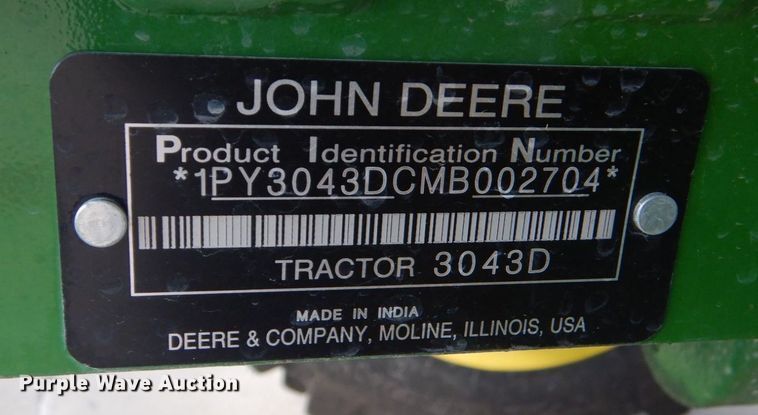 JOHN DEERE
Product Identification Number
*1PY3043DCMB002704*
TRACTOR 3043D
MADE IN INDIA
DEERE & COMPANY, MOLINE, ILLINOIS, USA
Purple Wave Auction